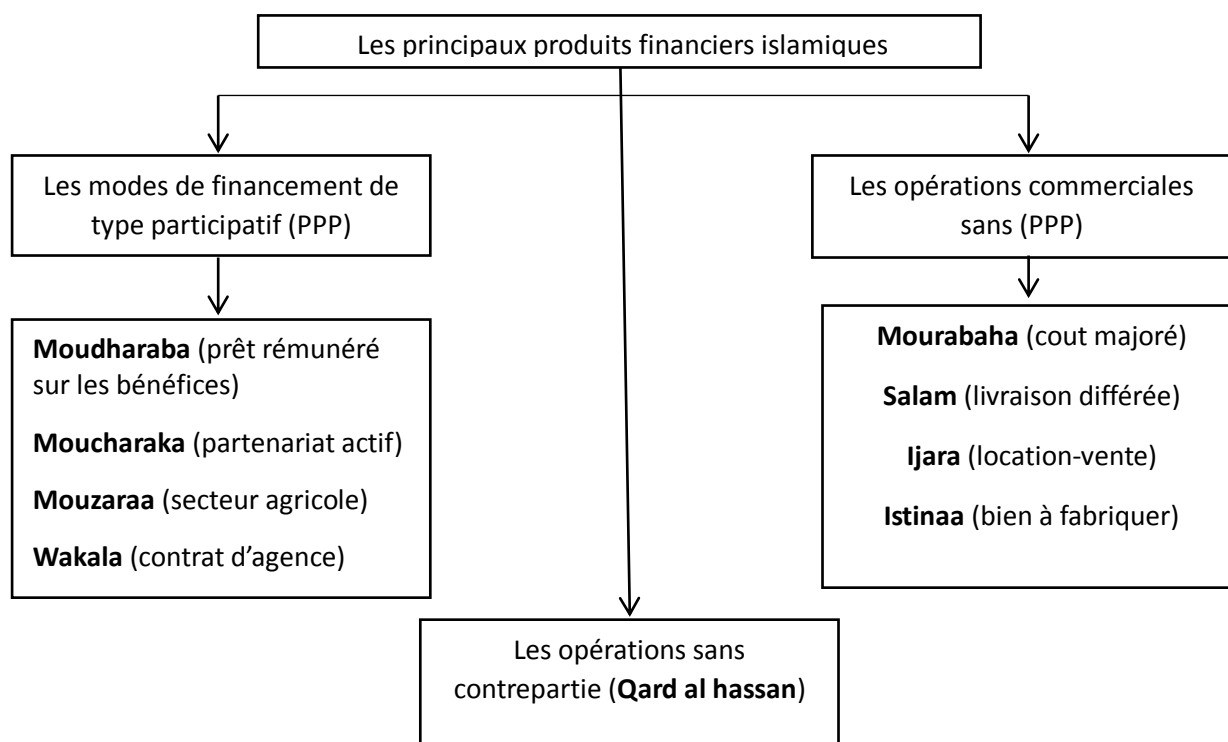 Les principaux produits financiers islamiques
Les modes de financement de
type participatif (PPP)
Les opérations commerciales
sans (PPP)
Moudharaba (prêt rémunéré
sur les bénéfices)
Moucharaka (partenariat actif)
Mouzaraa (secteur agricole)
Wakala (contrat d’agence)
Mourabaha (cout majoré)
Salam (livraison différée)
Ijara (location-vente)
Istinaa (bien à fabriquer)
Les opérations sans
contrepartie (Qard al hassan)